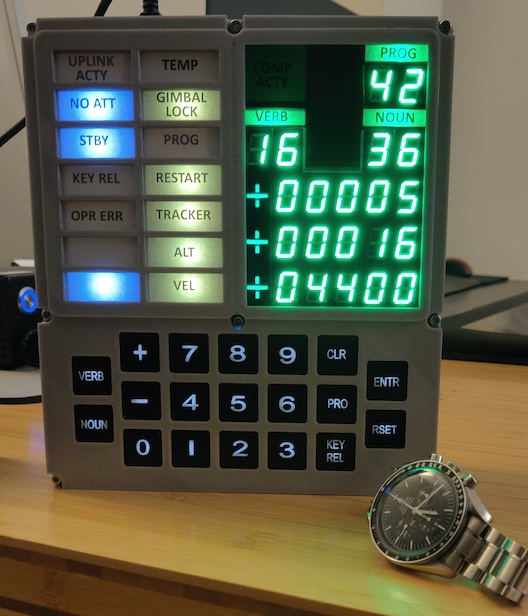 UPLINK
ACTY
TEMP
NO ATT
GIMBAL
LOCK
STBY
PROG
KEY REL
RESTART
OPR ERR
TRACKER
ALT
VEL
COMP
ACTY
PROG
42
VERB
NOUN
16
36
+00005
+00016
+04400
VERB
NOUN
+
7
8
9
CLR
-
4
5
6
PRO
0
1
2
3
KEY
REL
ENTR
RSET